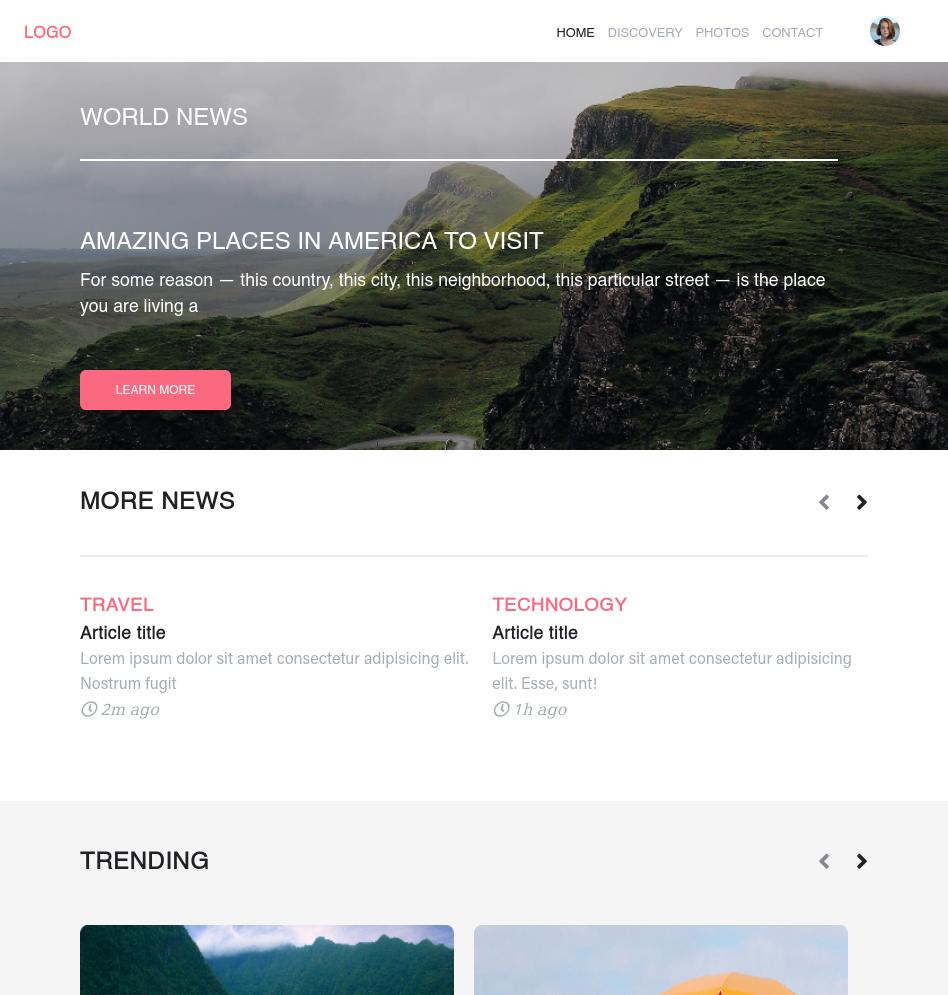 LOGO
HOME DISCOVERY PHOTOS CONTACT
WORLD NEWS
AMAZING PLACES IN AMERICA TO VISIT
For some reason — this country, this city, this neighborhood, this particular street — is the place
you are living a
LEARN MORE
MORE NEWS
TRAVEL
Article title
Lorem ipsum dolor sit amet consectetur adipisicing elit.
Nostrum fugit
2m ago
TECHNOLOGY
Article title
Lorem ipsum dolor sit amet consectetur adipisicing
elit. Esse, sunt!
1h ago
TRENDING